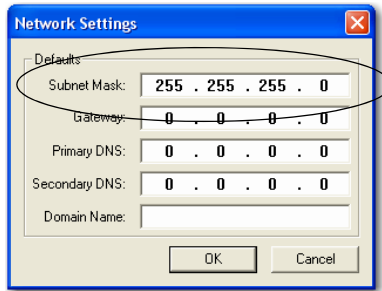 Network Settings
Defaults
Subnet Mask: 255 . 255 . 255 . 0
Gateway: 0 . 0 . 0 . 0
Primary DNS: 0 . 0 . 0 . 0
Secondary DNS: 0 . 0 . 0 . 0
Domain Name:
OK Cancel